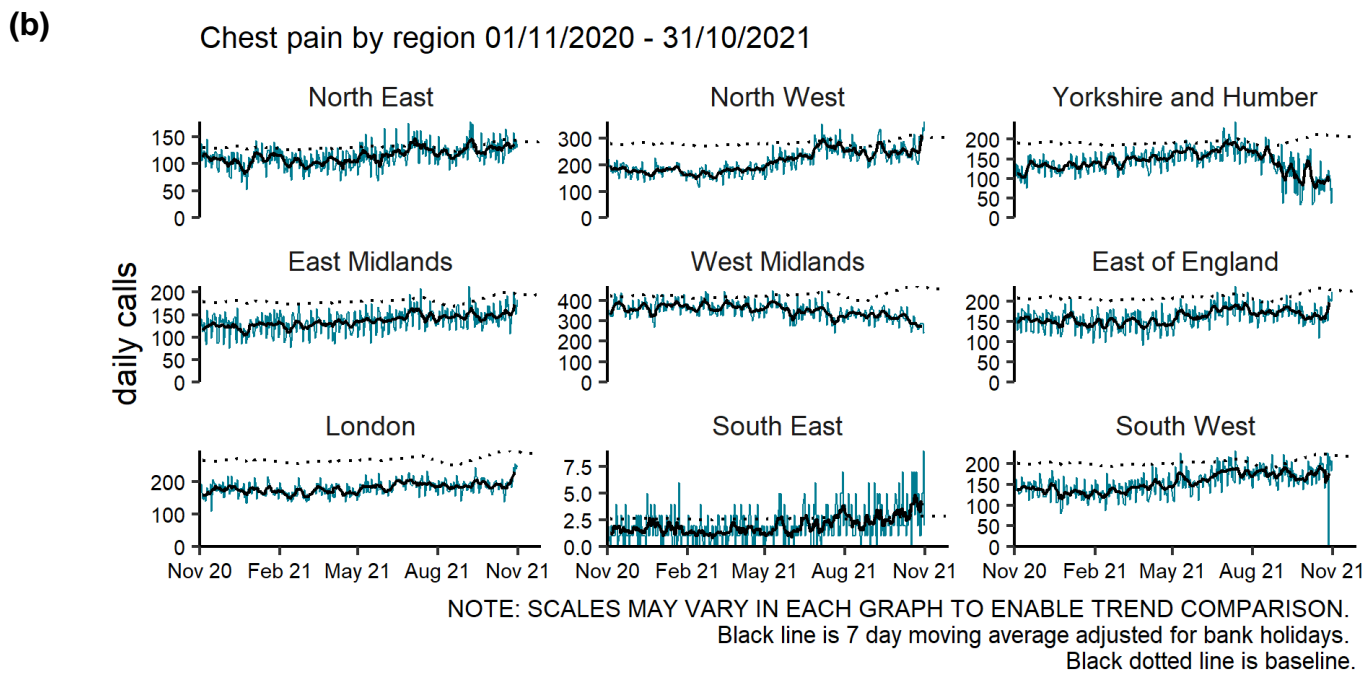 (b)
Chest pain by region 01/11/2020 - 31/10/2021
North East
North West
Yorkshire and Humber
150
100
50
0
300
200
100
0
200
150
100
50
0
East Midlands
West Midlands
East of England
daily calls
200
150
100
50
0
400
300
200
100
0
200
150
100
50
0
London
South East
South West
200
100
0
7.5
5.0
2.5
0.0
200
150
100
50
0
Nov 20 Feb 21 May 21 Aug 21 Nov 21
Nov 20 Feb 21 May 21 Aug 21 Nov 21
Nov 20 Feb 21 May 21 Aug 21 Nov 21
NOTE: SCALES MAY VARY IN EACH GRAPH TO ENABLE TREND COMPARISON.
Black line is 7 day moving average adjusted for bank holidays.
Black dotted line is baseline.